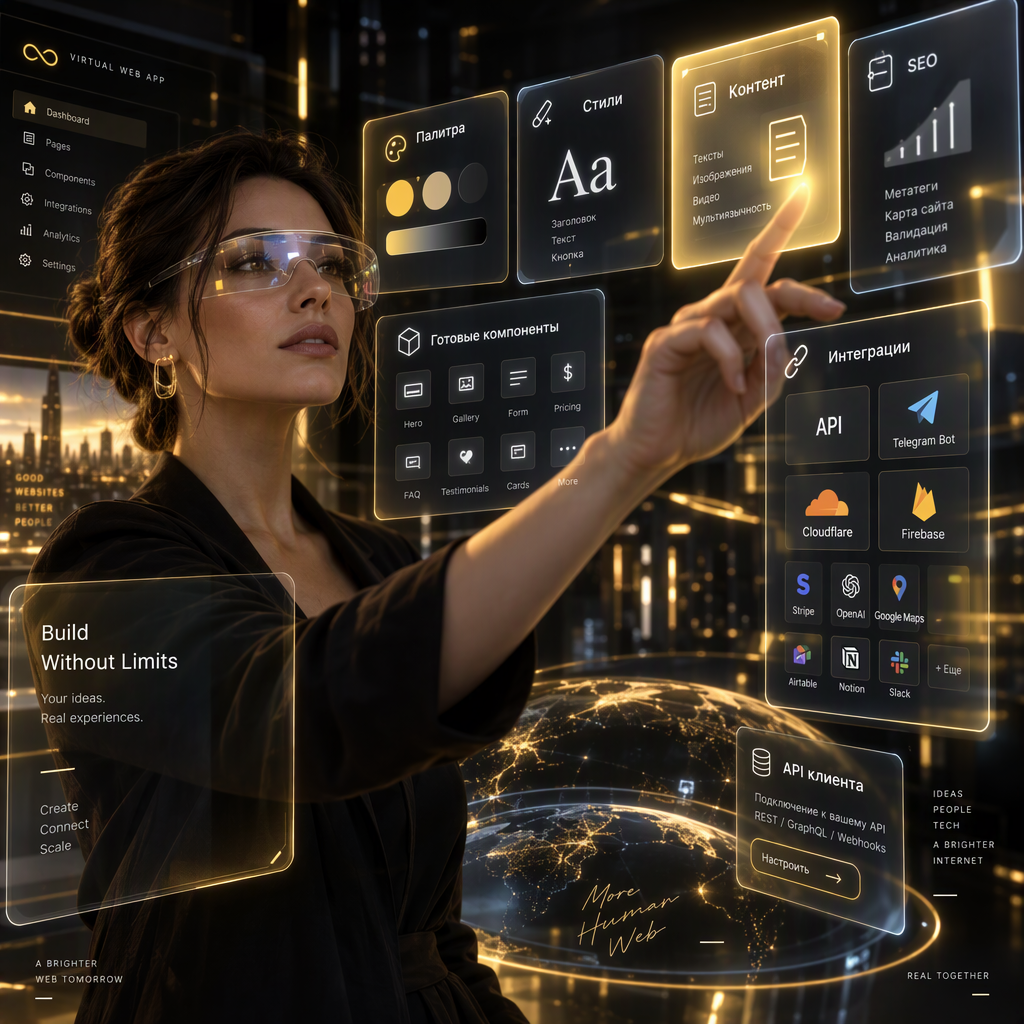 VIRTUAL WEB APP
Dashboard
Pages
Components
Integrations
Analytics
Settings
Палитра
Стили
Aa
Заголовок
Текст
Кнопка
Контент
Тексты
Изображения
Видео
Мультиязычность
SEO
Метатеги
Карта сайта
Валидация
Аналитика
Готовые компоненты
Hero
Gallery
Form
$
Pricing
FAQ
Testimonials
Cards
More
Интеграции
API
Telegram Bot
Cloudflare
Firebase
S
Stripe
OpenAI
Google Maps
Airtable
N
Notion
Slack
+ Еще
GOOD
WEBSITES
BETTER
PEOPLE
Build
Without Limits
Your ideas.
Real experiences.
Create
Connect
Scale
API клиента
Подключение к вашему API
REST / GraphQL / Webhooks
Настроить →
IDEAS
PEOPLE
TECH
A BRIGHTER
INTERNET
More
Human
Web
A BRIGHTER
WEB TOMORROW
REAL TOGETHER